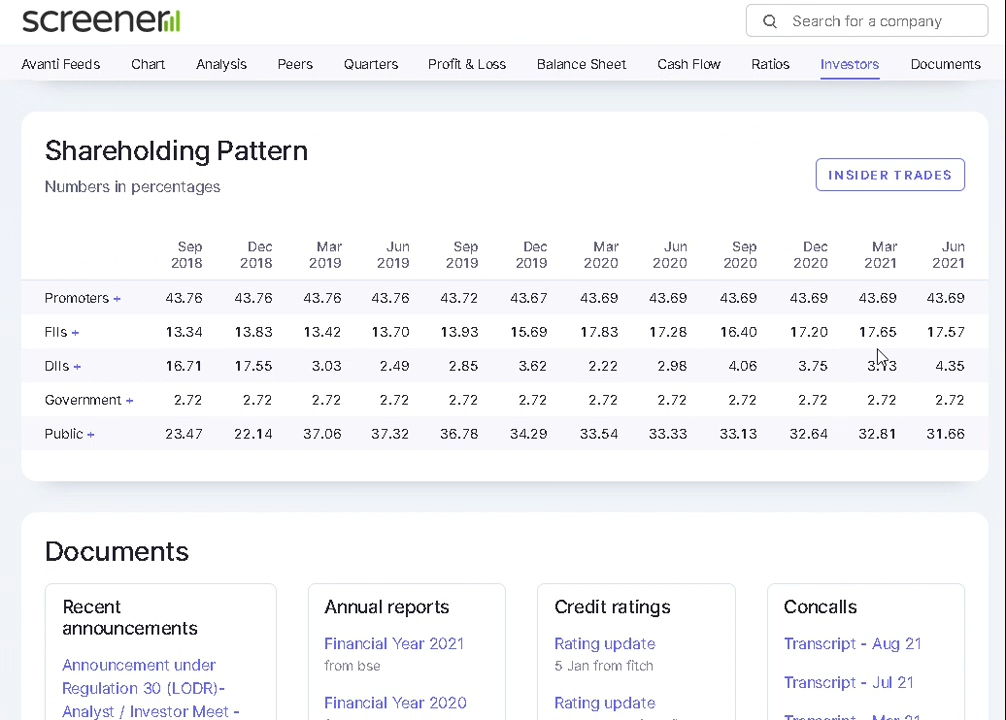 screener
Search for a company
Avanti Feeds Chart Analysis Peers Quarters Profit & Loss Balance Sheet Cash Flow Ratios Investors Documents
Shareholding Pattern
Numbers in percentages
INSIDER TRADES
Sep Dec Mar Jun Sep Dec Mar Jun Sep Dec Mar Jun
2018 2018 2019 2019 2019 2019 2020 2020 2020 2020 2021 2021
Promoters + 43.76 43.76 43.76 43.76 43.72 43.67 43.69 43.69 43.69 43.69 43.69 43.69
FIIs + 13.34 13.83 13.42 13.70 13.93 15.69 17.83 17.28 16.40 17.20 17.65 17.57
DIIs + 16.71 17.55 3.03 2.49 2.85 3.62 2.22 2.98 4.06 3.75 3.13 4.35
Government + 2.72 2.72 2.72 2.72 2.72 2.72 2.72 2.72 2.72 2.72 2.72 2.72
Public + 23.47 22.14 37.06 37.32 36.78 34.29 33.54 33.33 33.13 32.64 32.81 31.66
Documents
Recent
announcements
Announcement under
Regulation 30 (LODR)-
Analyst / Investor Meet -
Annual reports
Financial Year 2021
from bse
Financial Year 2020
Credit ratings
Rating update
5 Jan from fitch
Rating update
Concalls
Transcript - Aug 21
Transcript - Jul 21